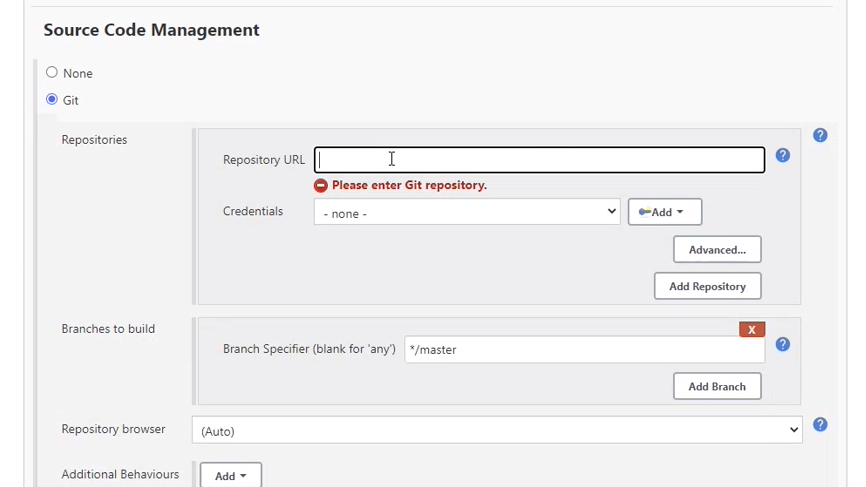 Source Code Management
None
Git
Repositories
Repository URL
Please enter Git repository.
Credentials
- none -
Add
Advanced...
Add Repository
Branches to build
X
Branch Specifier (blank for 'any')
*/master
Add Branch
Repository browser
(Auto)
Additional Behaviours
Add